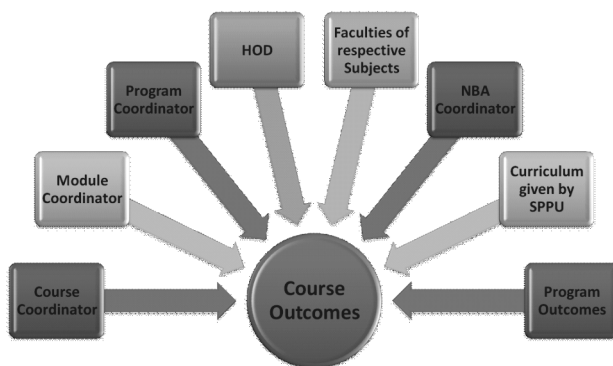 HOD
Faculties of
respective
Subjects
Program
Coordinator
NBA
Coordinator
Module
Coordinator
Curriculum
given by
SPPU
Course
Coordinator
Course
Outcomes
Program
Outcomes